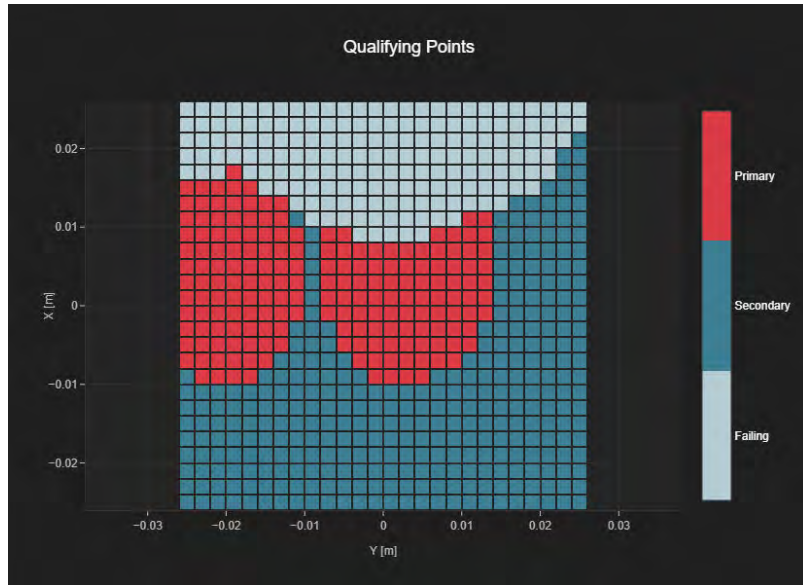 Qualifying Points
X [m]
0.02
0.01
0
−0.01
−0.02
−0.03
−0.02
−0.01
0
0.01
0.02
0.03
Y [m]
Primary
Secondary
Failing